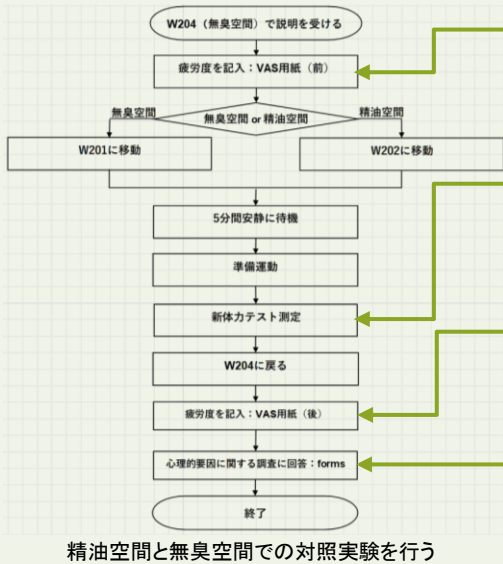 W204（無臭空間）で説明を受ける
疲労度を記入：VAS用紙（前）
無臭空間
無臭空間 or 精油空間
精油空間
W201に移動
W202に移動
5分間安静に待機
準備運動
新体力テスト測定
W204に戻る
疲労度を記入：VAS用紙（後）
心理的要因に関する調査に回答：forms
終了
精油空間と無臭空間での対照実験を行う